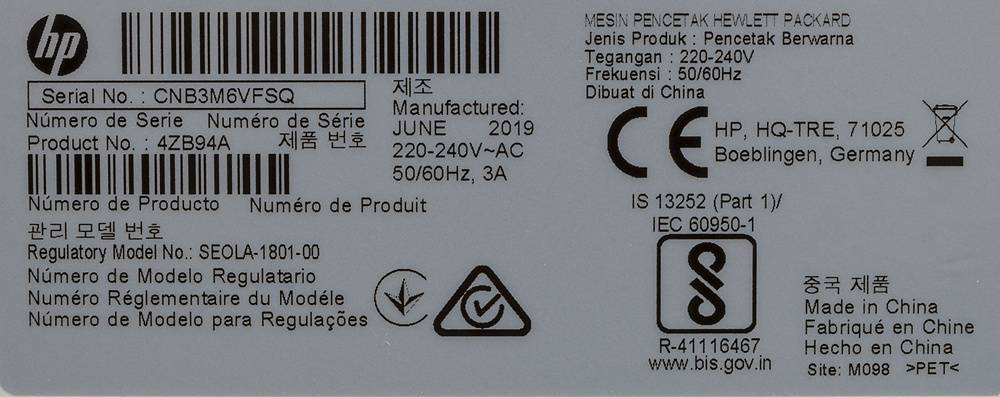 hp
Serial No. : CNB3M6VFSQ
Número de Serie Numéro de Série
Product No. : 4ZB94A 제품 번호
Número de Producto Numéro de Produit
관리 모델 번호
Regulatory Model No.: SEOLA-1801-00
Número de Modelo Regulatario
Numéro Réglementaire du Modéle
Número de Modelo para Regulações
제조
Manufactured:
JUNE 2019
220-240V~AC
50/60Hz, 3A
MESIN PENCETAK HEWLETT PACKARD
Jenis Produk : Pencetak Berwarna
Tegangan : 220-240V
Frekuensi : 50/60Hz
Dibuat di China
CE
HP, HQ-TRE, 71025
Boeblingen, Germany
IS 13252 (Part 1)/
IEC 60950-1
R-41116467
www.bis.gov.in
중국 제품
Made in China
Fabriqué en Chine
Hecho en China
Site: M098 >PET<